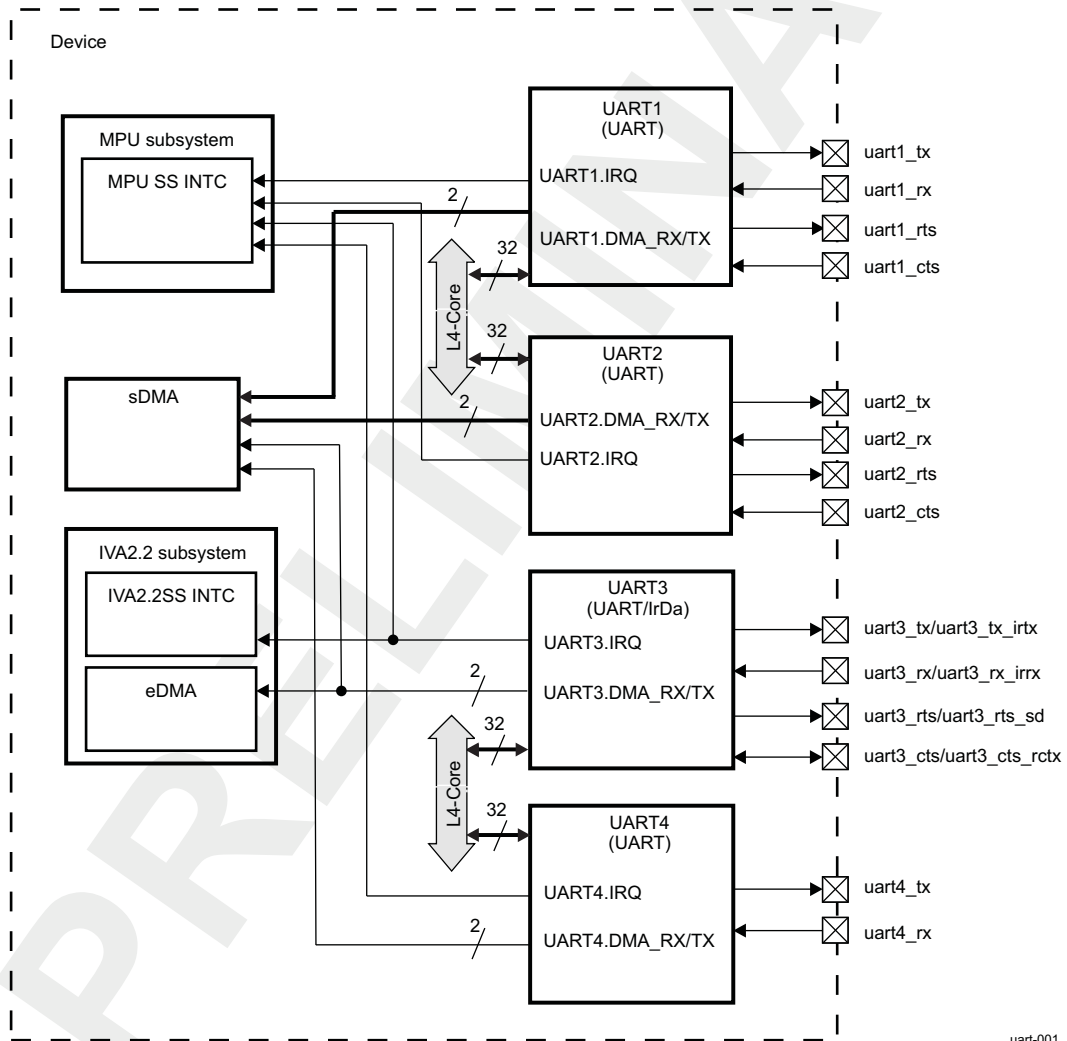 Device
MPU subsystem
MPU SS INTC
UART1
(UART)
UART1.IRQ
2
UART1.DMA_RX/TX
32
L4-Core
32
uart1_tx
uart1_rx
uart1_rts
uart1_cts
UART2
(UART)
sDMA
2
UART2.DMA_RX/TX
UART2.IRQ
uart2_tx
uart2_rx
uart2_rts
uart2_cts
IVA2.2 subsystem
IVA2.2SS INTC
eDMA
UART3
(UART/IrDa)
UART3.IRQ
2
UART3.DMA_RX/TX
32
L4-Core
32
uart3_tx/uart3_tx_irtx
uart3_rx/uart3_rx_irrx
uart3_rts/uart3_rts_sd
uart3_cts/uart3_cts_rctx
UART4
(UART)
UART4.IRQ
2
UART4.DMA_RX/TX
uart4_tx
uart4_rx
uart-001
PRELIMINA